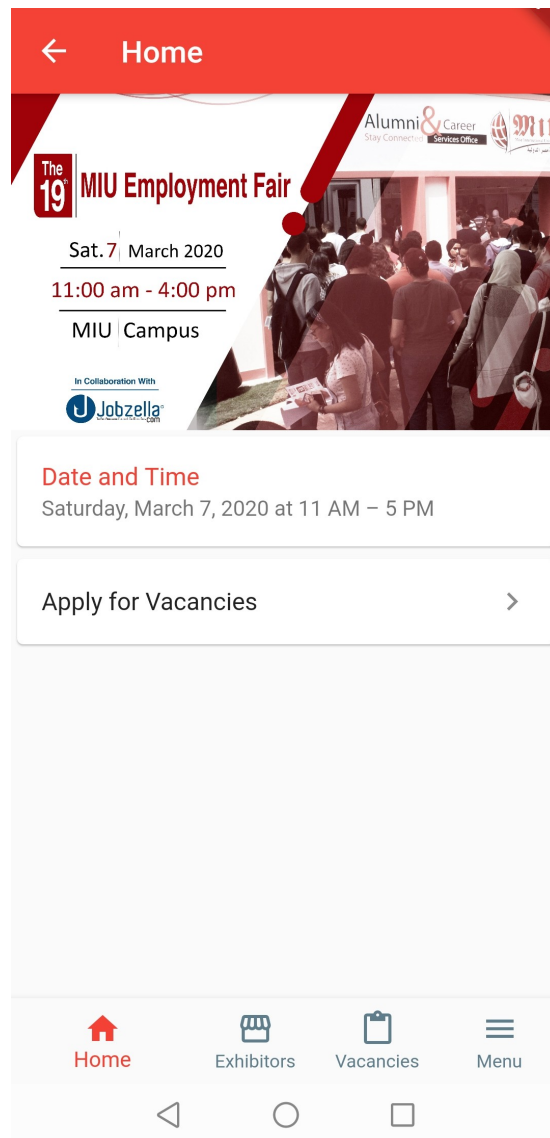 Home
Alumni & Career
Stay Connected Services Office
The
19th MIU Employment Fair
Sat. 7 March 2020
11:00 am - 4:00 pm
MIU Campus
In Collaboration With
Jobzella
.com
Date and Time
Saturday, March 7, 2020 at 11 AM – 5 PM
Apply for Vacancies
Home
Exhibitors
Vacancies
Menu